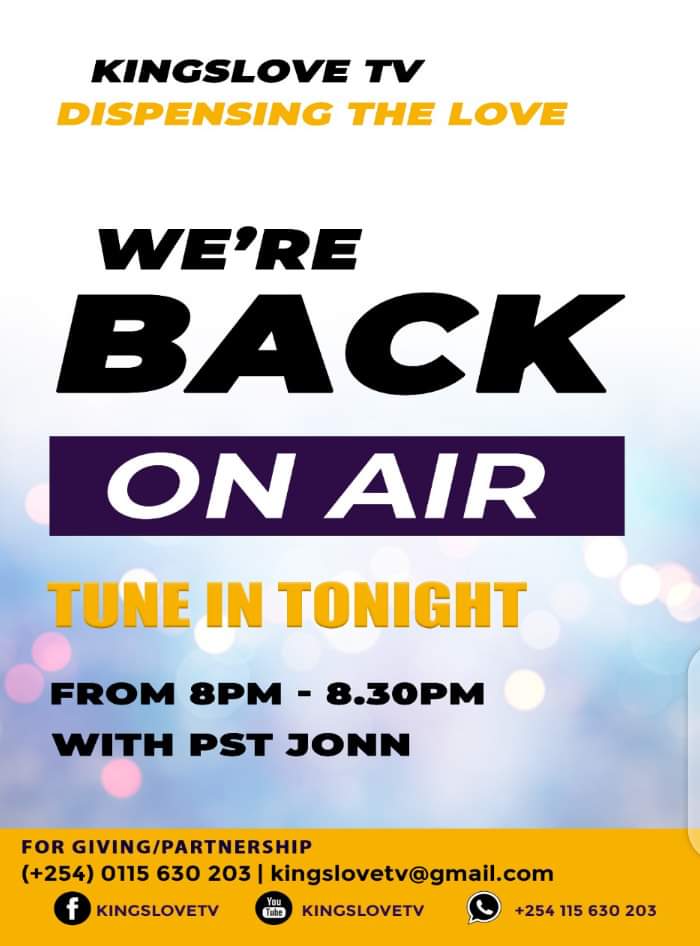 KINGSLOVE TV
DISPENSING THE LOVE
WE'RE
BACK
ON AIR
TUNE IN TONIGHT
FROM 8PM - 8.30PM
WITH PST JONN
FOR GIVING/PARTNERSHIP
(+254) 0115 630 203 | kingslovetv@gmail.com
f KINGSLOVETV You Tube KINGSLOVETV +254 115 630 203